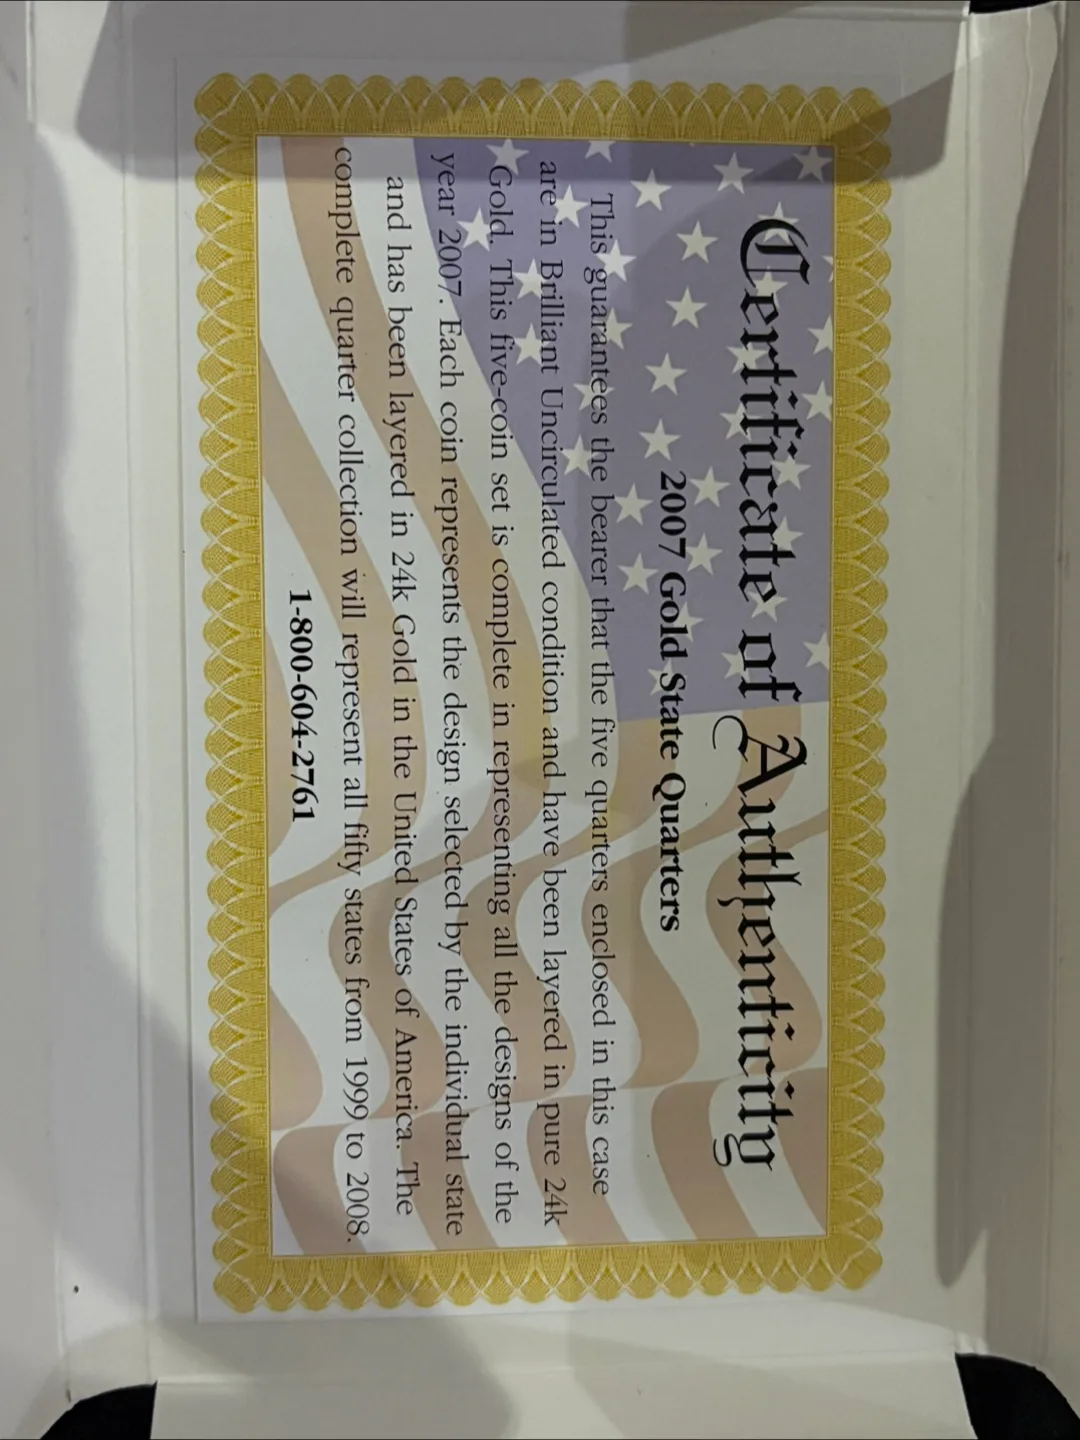 Certificate of Authenticity
2007 Gold State Quarters
This guarantees the bearer that the five quarters enclosed in this case
are in Brilliant Uncirculated condition and have been layered in pure 24k
Gold. This five-coin set is complete in representing all the designs of the
year 2007. Each coin represents the design selected by the individual state
and has been layered in 24k Gold in the United States of America. The
complete quarter collection will represent all fifty states from 1999 to 2008.
1-800-604-2761